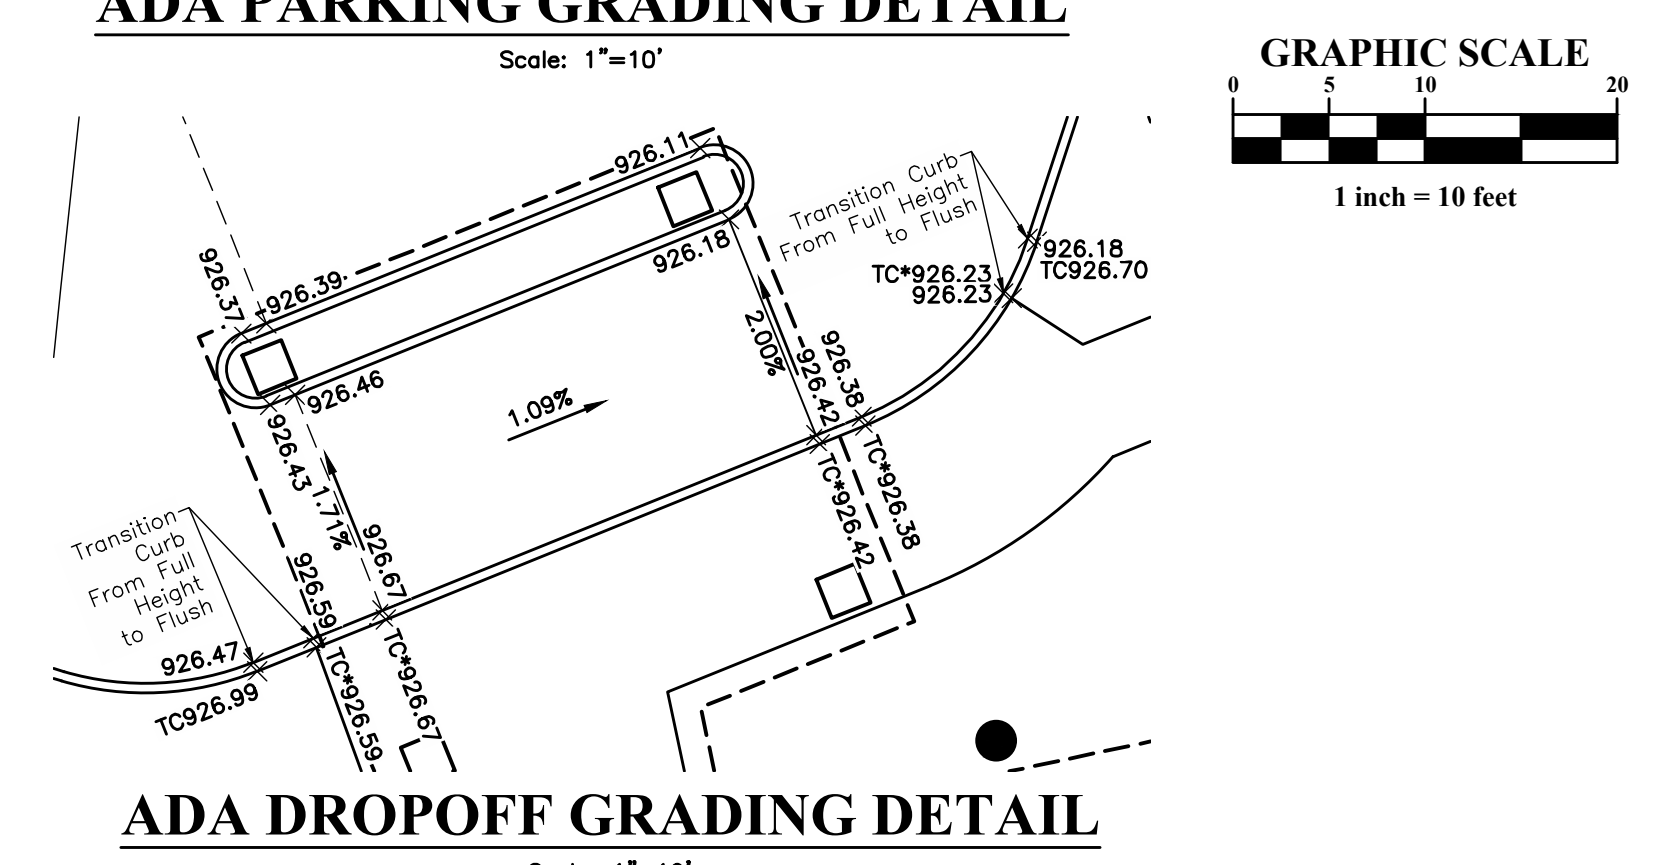 ADA PARKING GRADING DETAIL
Scale: 1"=10'
GRAPHIC SCALE
0 5 10 20
1 inch = 10 feet
926.11
Transition Curb
From Full Height
to Flush
926.18
926.18
TC926.70
TC*926.23
926.23
926.37
926.39
2.00%
926.42
926.38
926.46
1.09%
926.43
1.71%
TC*926.42
TC*926.38
Transition
Curb
From Full
Height
to Flush
926.59
926.67
926.47
TC926.99
TC*926.59
TC*926.67
ADA DROPOFF GRADING DETAIL